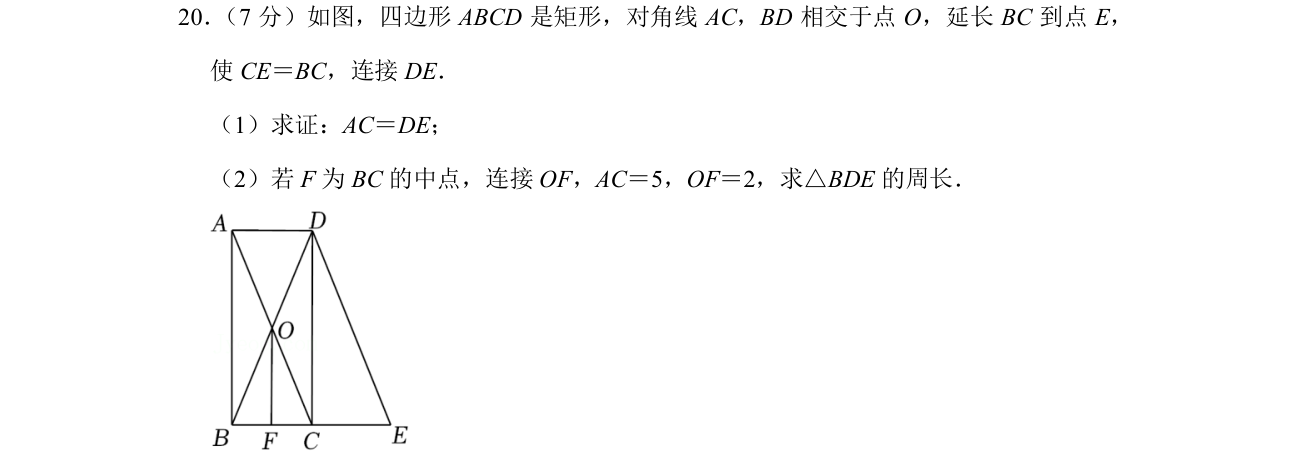 20．（7 分）如图，四边形 ABCD 是矩形，对角线 AC，BD 相交于点 O，延长 BC 到点 E，
使 CE＝BC，连接 DE．
（1）求证：AC＝DE；
（2）若 F 为 BC 的中点，连接 OF，AC＝5，OF＝2，求△BDE 的周长．
A D
O
B F C E